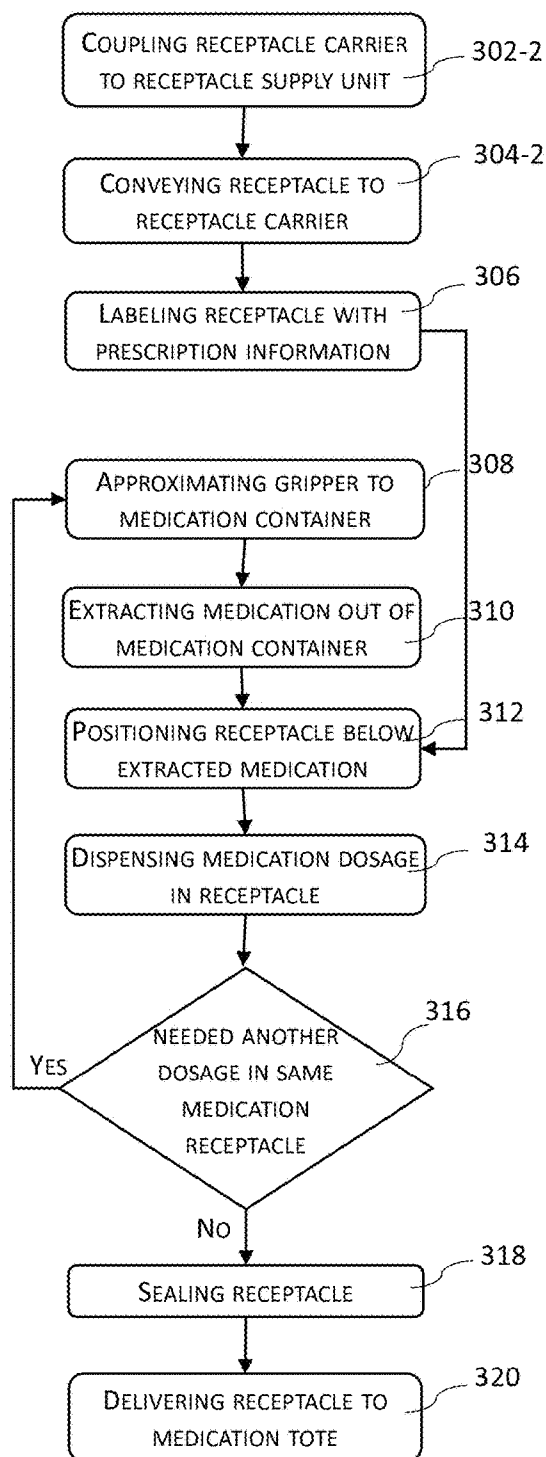 COUPLING RECEPTACLE CARRIER
TO RECEPTACLE SUPPLY UNIT
302-2
CONVEYING RECEPTACLE TO
RECEPTACLE CARRIER
304-2
LABELING RECEPTACLE WITH
PRESCRIPTION INFORMATION
306
APPROXIMATING GRIPPER TO
MEDICATION CONTAINER
308
EXTRACTING MEDICATION OUT OF
MEDICATION CONTAINER
310
POSITIONING RECEPTACLE BELOW
EXTRACTED MEDICATION
312
DISPENSING MEDICATION DOSAGE
IN RECEPTACLE
314
NEEDED ANOTHER
DOSAGE IN SAME
MEDICATION
RECEPTACLE
316
YES
NO
SEALING RECEPTACLE
318
DELIVERING RECEPTACLE TO
MEDICATION TOTE
320